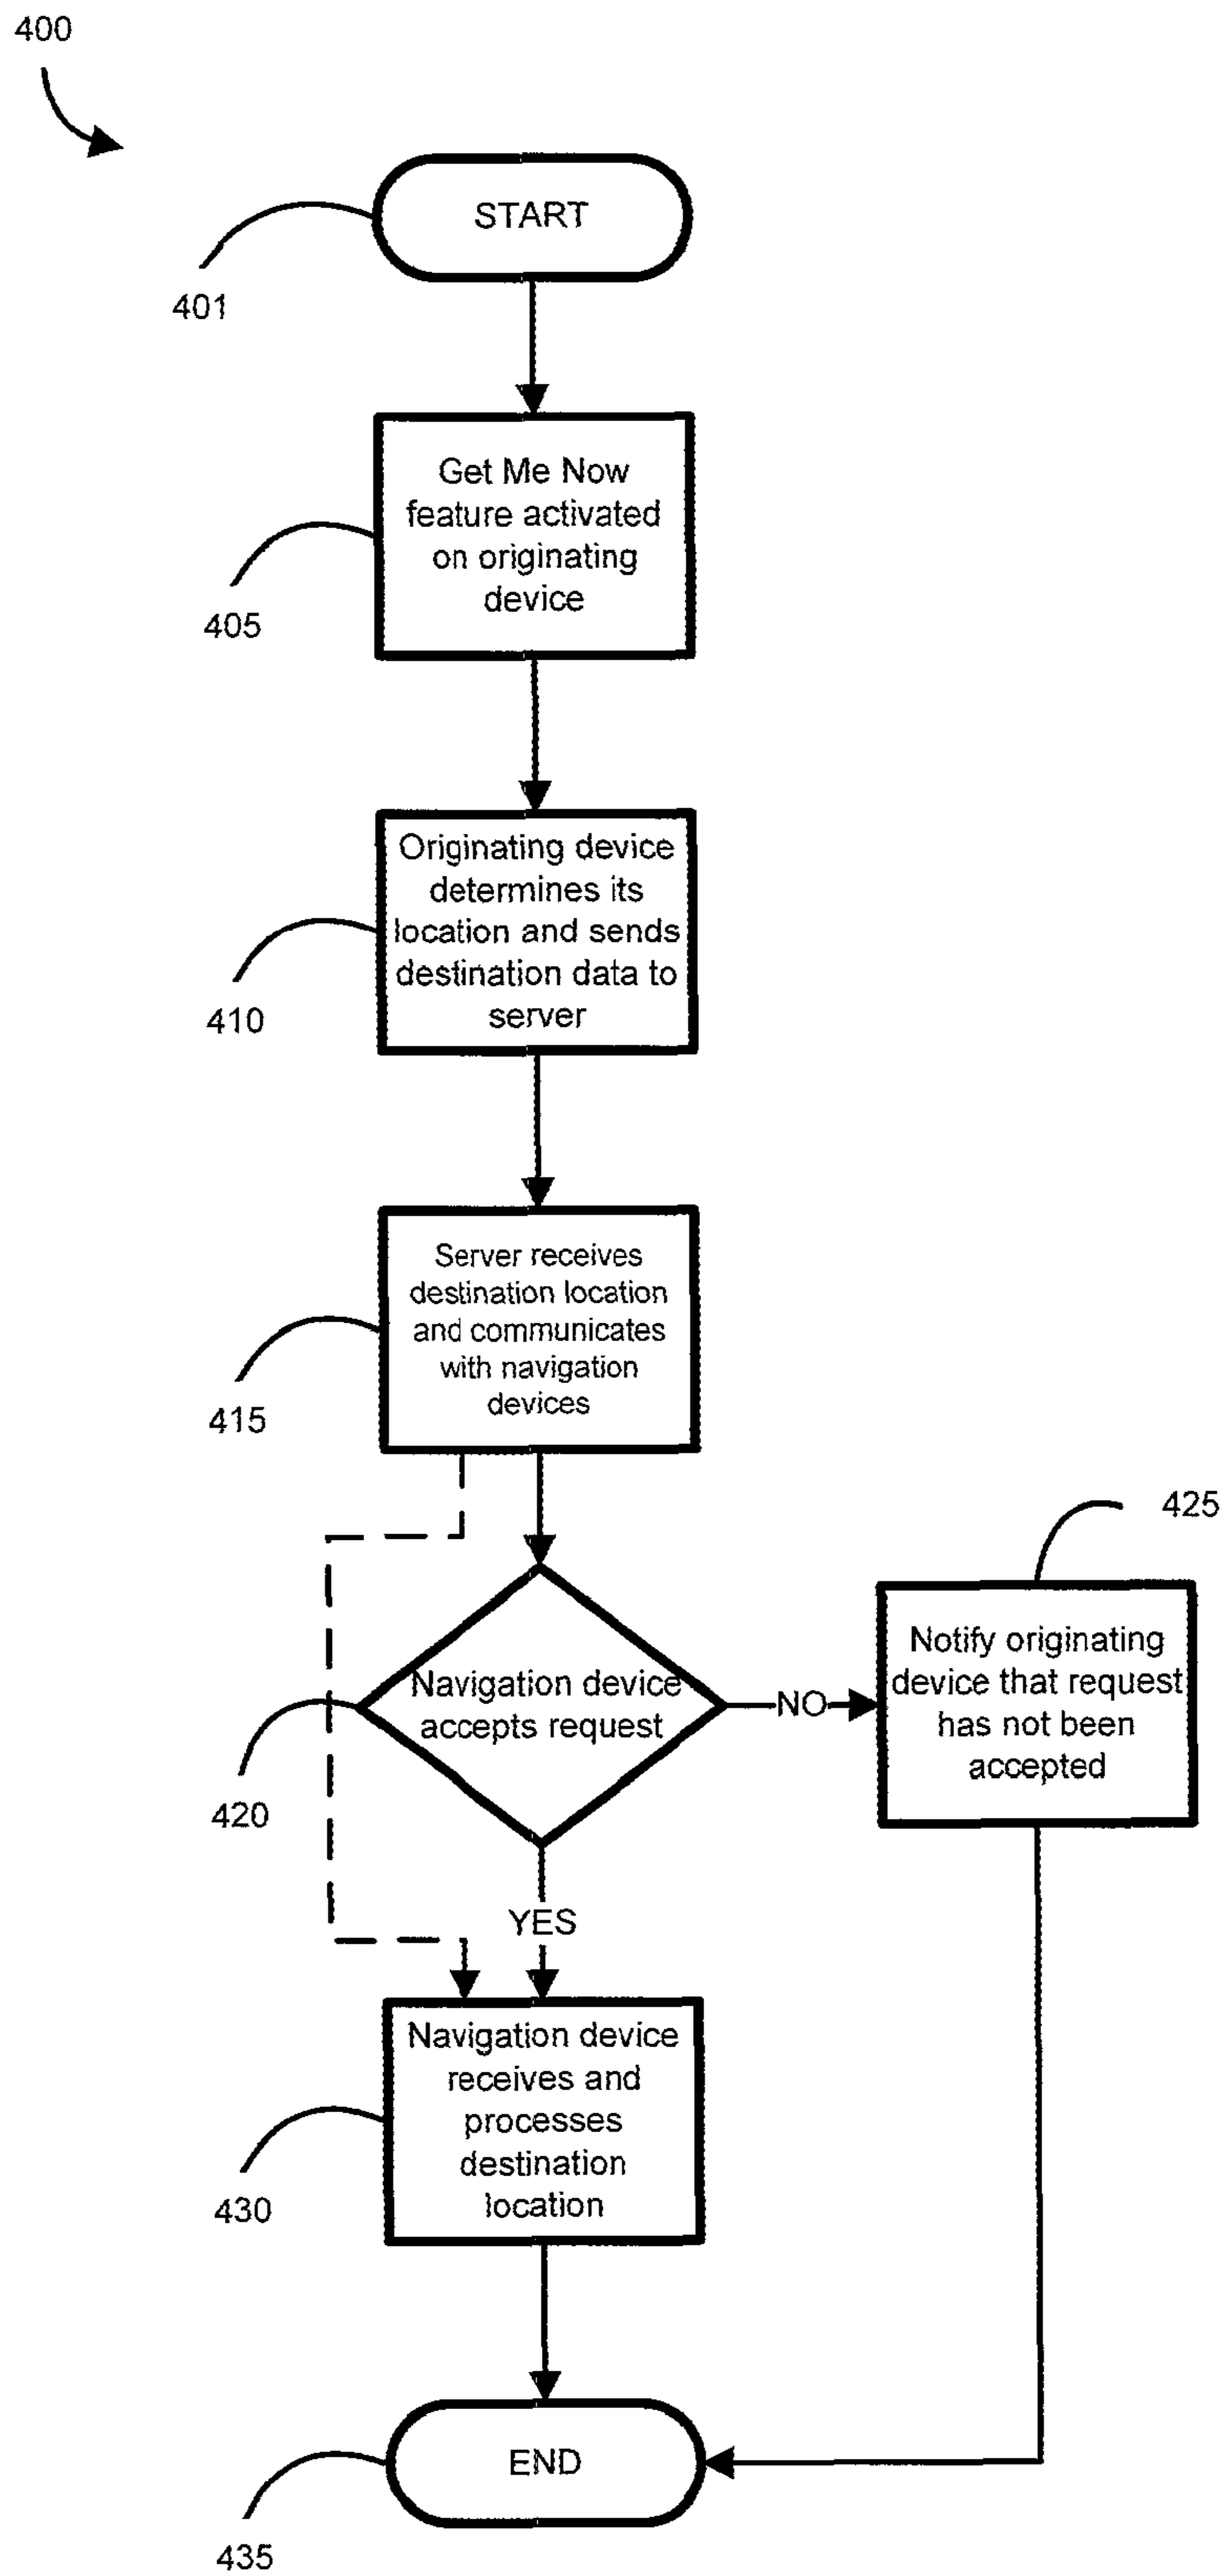 400
START
401
Get Me Now
feature activated
on originating
device
405
Originating device
determines its
location and sends
destination data to
server
410
Server receives
destination location
and communicates
with navigation
devices
415
425
Notify originating
device that request
has not been
accepted
Navigation device
accepts request
NO
420
YES
Navigation device
receives and
processes
destination
location
430
END
435